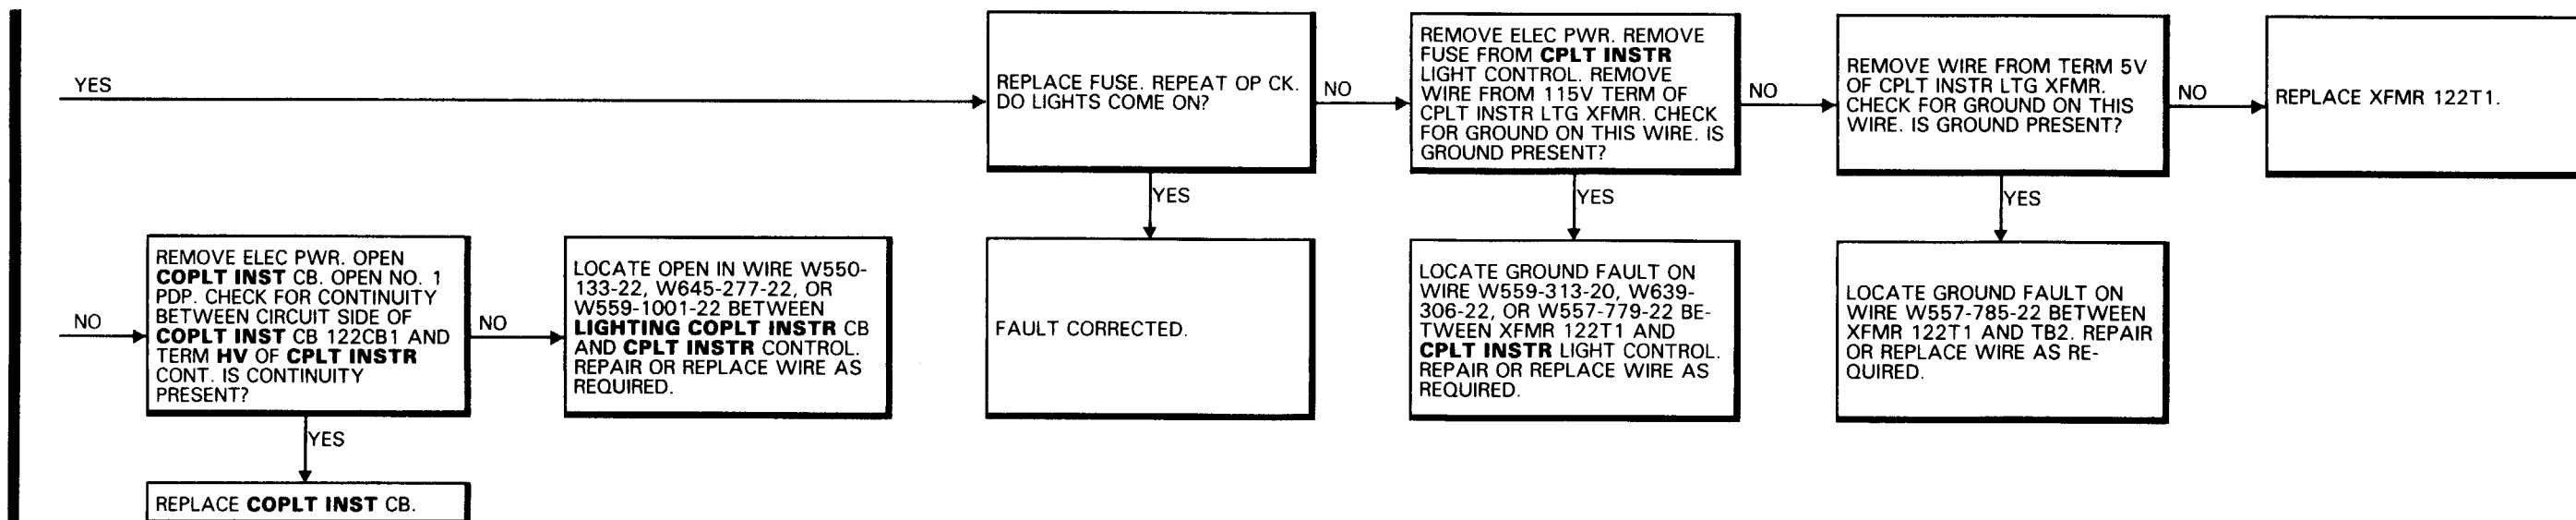 YES
REPLACE FUSE. REPEAT OP CK.
DO LIGHTS COME ON?
NO
REMOVE ELEC PWR. REMOVE
FUSE FROM CPLT INSTR
LIGHT CONTROL. REMOVE
WIRE FROM 115V TERM OF
CPLT INSTR LTG XFMR. CHECK
FOR GROUND ON THIS WIRE. IS
GROUND PRESENT?
NO
REMOVE WIRE FROM TERM 5V
OF CPLT INSTR LTG XFMR.
CHECK FOR GROUND ON THIS
WIRE. IS GROUND PRESENT?
NO
REPLACE XFMR 122T1.
YES
YES
YES
NO
REMOVE ELEC PWR. OPEN
COPLT INST CB. OPEN NO. 1
PDP. CHECK FOR CONTINUITY
BETWEEN CIRCUIT SIDE OF
COPLT INST CB 122CB1 AND
TERM HV OF CPLT INSTR
CONT. IS CONTINUITY
PRESENT?
NO
LOCATE OPEN IN WIRE W550-
133-22, W645-277-22, OR
W559-1001-22 BETWEEN
LIGHTING COPLT INSTR CB
AND CPLT INSTR CONTROL.
REPAIR OR REPLACE WIRE AS
REQUIRED.
FAULT CORRECTED.
LOCATE GROUND FAULT ON
WIRE W559-313-20, W639-
306-22, OR W557-779-22 BE-
TWEEN XFMR 122T1 AND
CPLT INSTR LIGHT CONTROL.
REPAIR OR REPLACE WIRE AS
REQUIRED.
LOCATE GROUND FAULT ON
WIRE W557-785-22 BETWEEN
XFMR 122T1 AND TB2. REPAIR
OR REPLACE WIRE AS RE-
QUIRED.
YES
REPLACE COPLT INST CB.